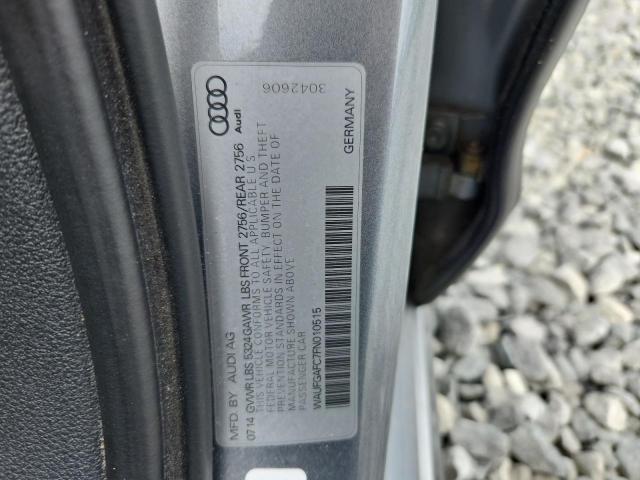 3042606
Audi
MFD. BY AUDI AG
0714 GVWR LBS 5324 GAWR LBS FRONT 2756/REAR 2756
THIS VEHICLE CONFORMS TO ALL APPLICABLE U.S.
FEDERAL MOTOR VEHICLE SAFETY, BUMPER AND THEFT
PREVENTION STANDARDS IN EFFECT ON THE DATE OF
MANUFACTURE SHOWN ABOVE
PASSENGER CAR
WAUFGAFC7FN010515
GERMANY